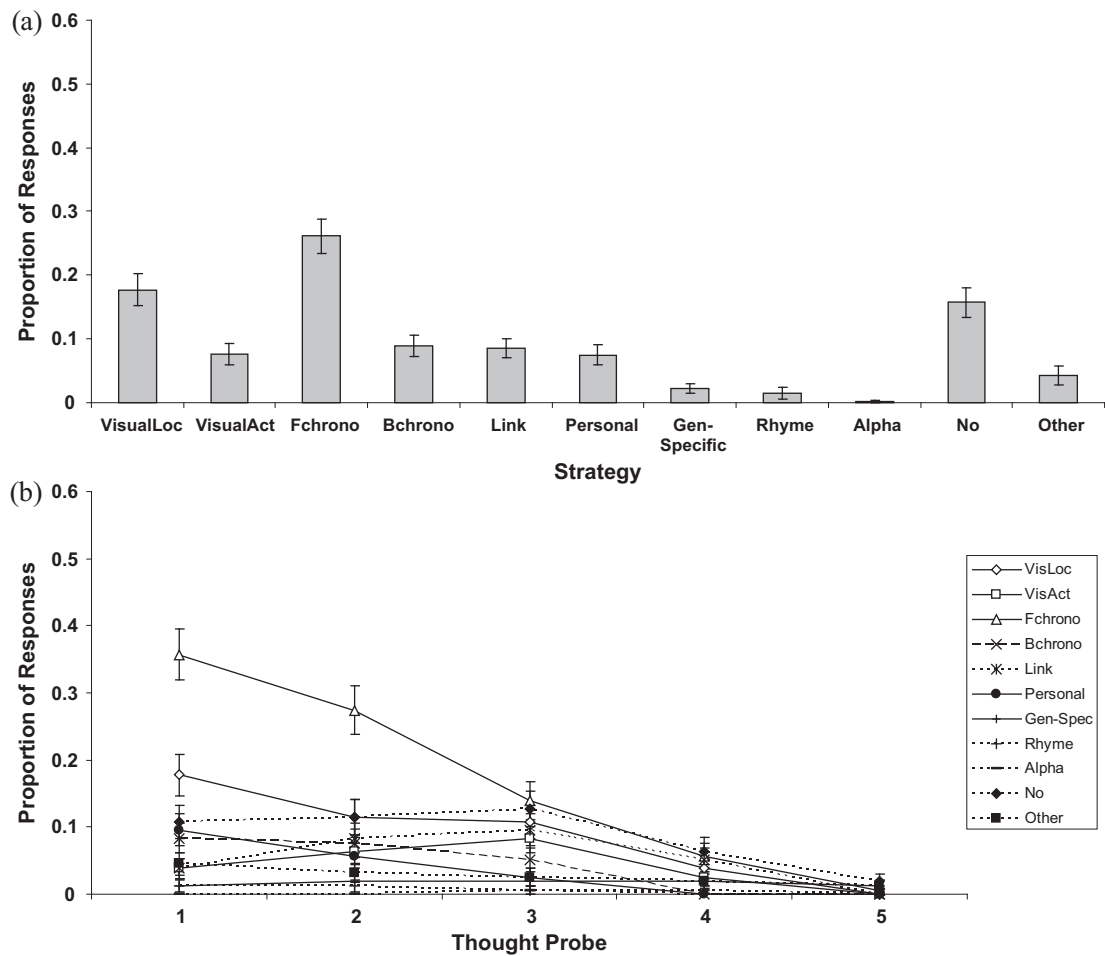 (a)
0.6
0.5
0.4
0.3
0.2
0.1
0
Proportion of Responses
VisualLoc VisualAct Fchrono Bchrono Link Personal Gen-Specific Rhyme Alpha No Other
Strategy
(b)
0.6
0.5
0.4
0.3
0.2
0.1
0
Proportion of Responses
1 2 3 4 5
Thought Probe
VisLoc
VisAct
Fchrono
Bchrono
Link
Personal
Gen-Spec
Rhyme
Alpha
No
Other